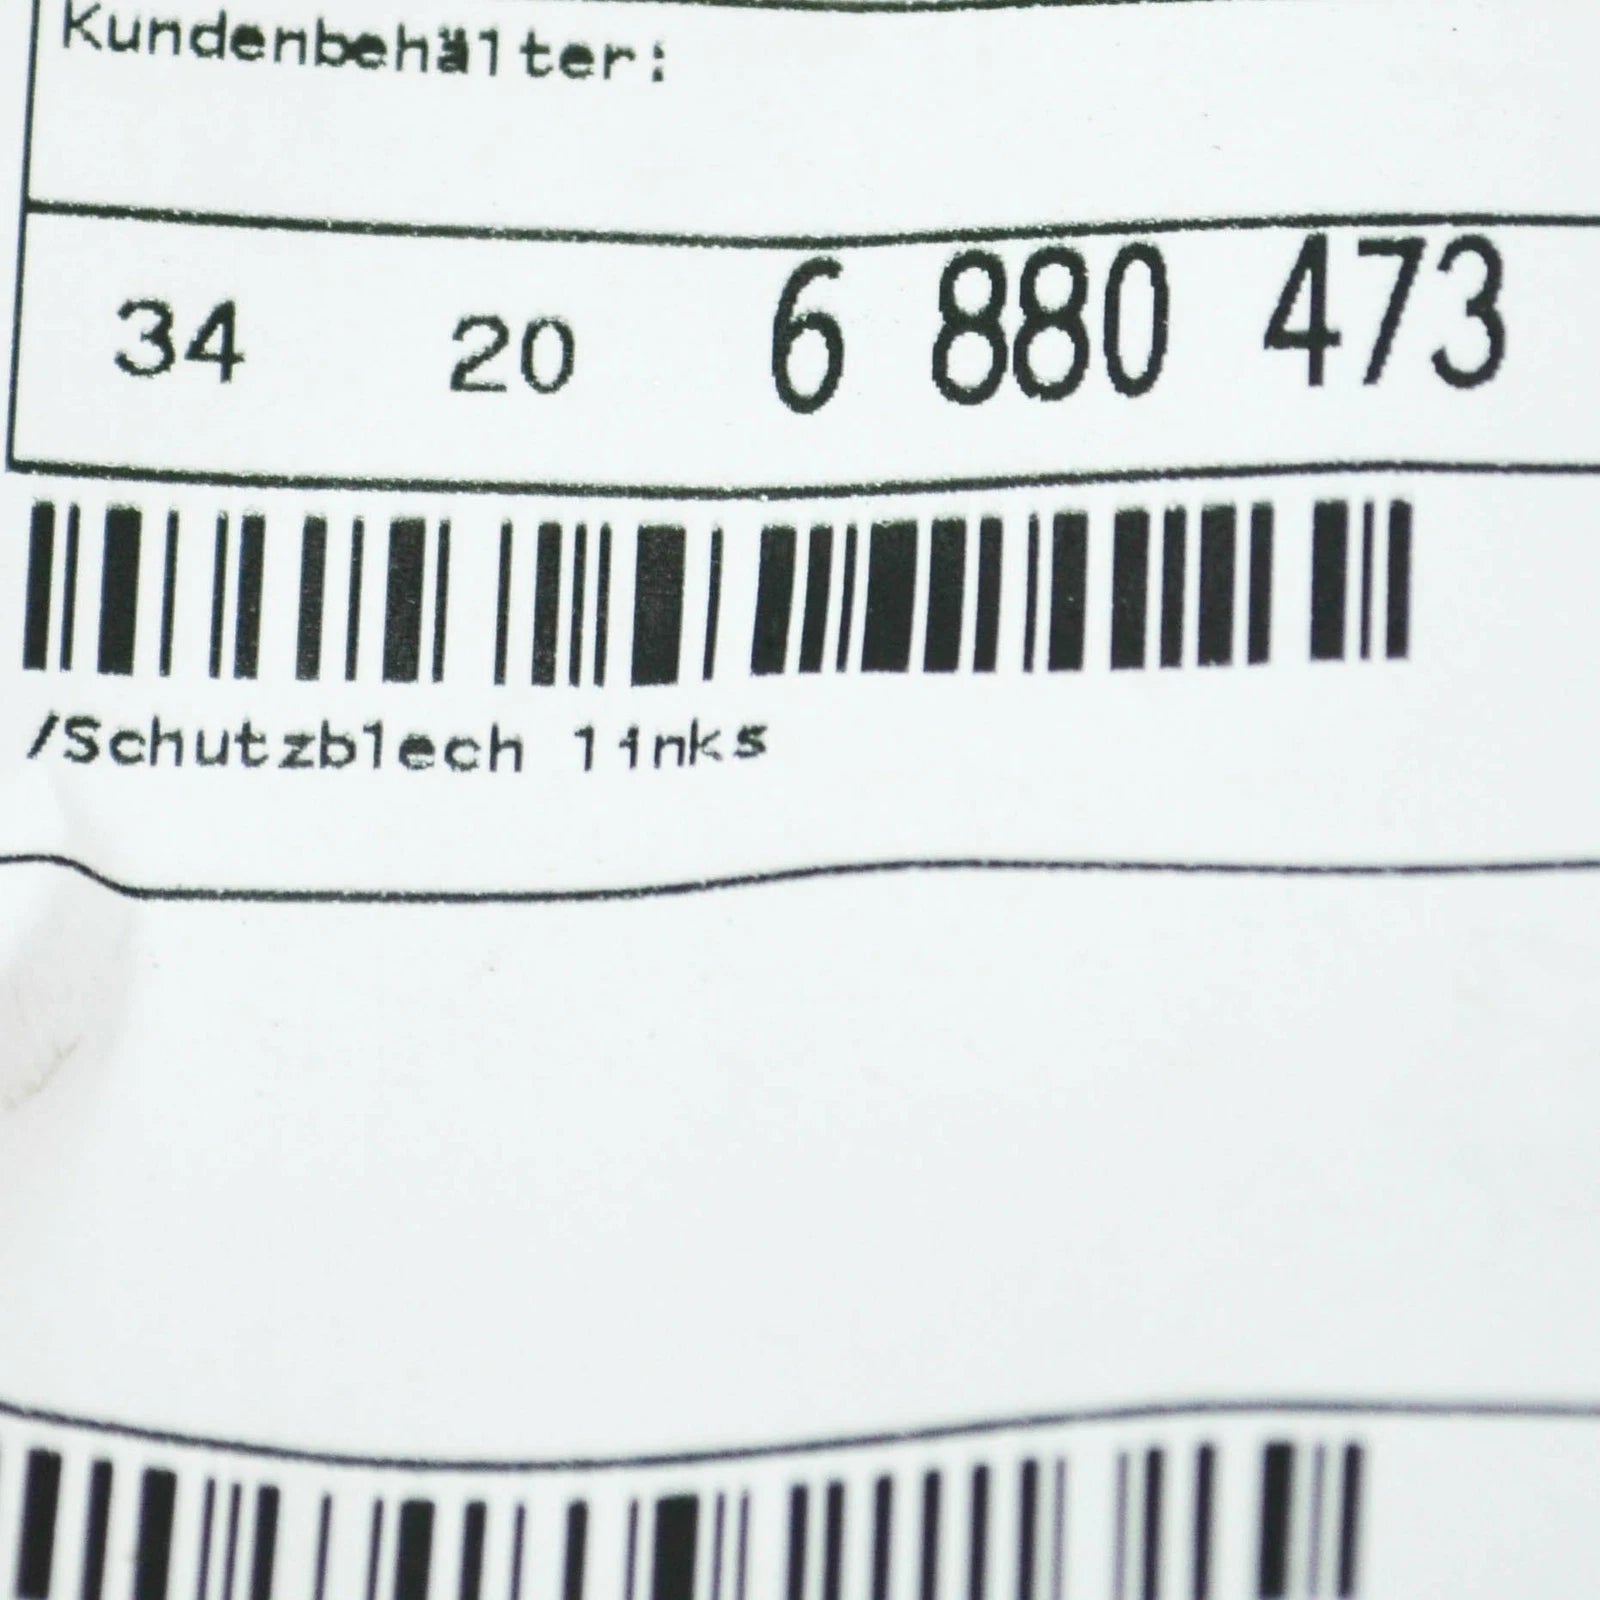 Kundenbehälter:
34 20 6 880 473
/Schutzblech links